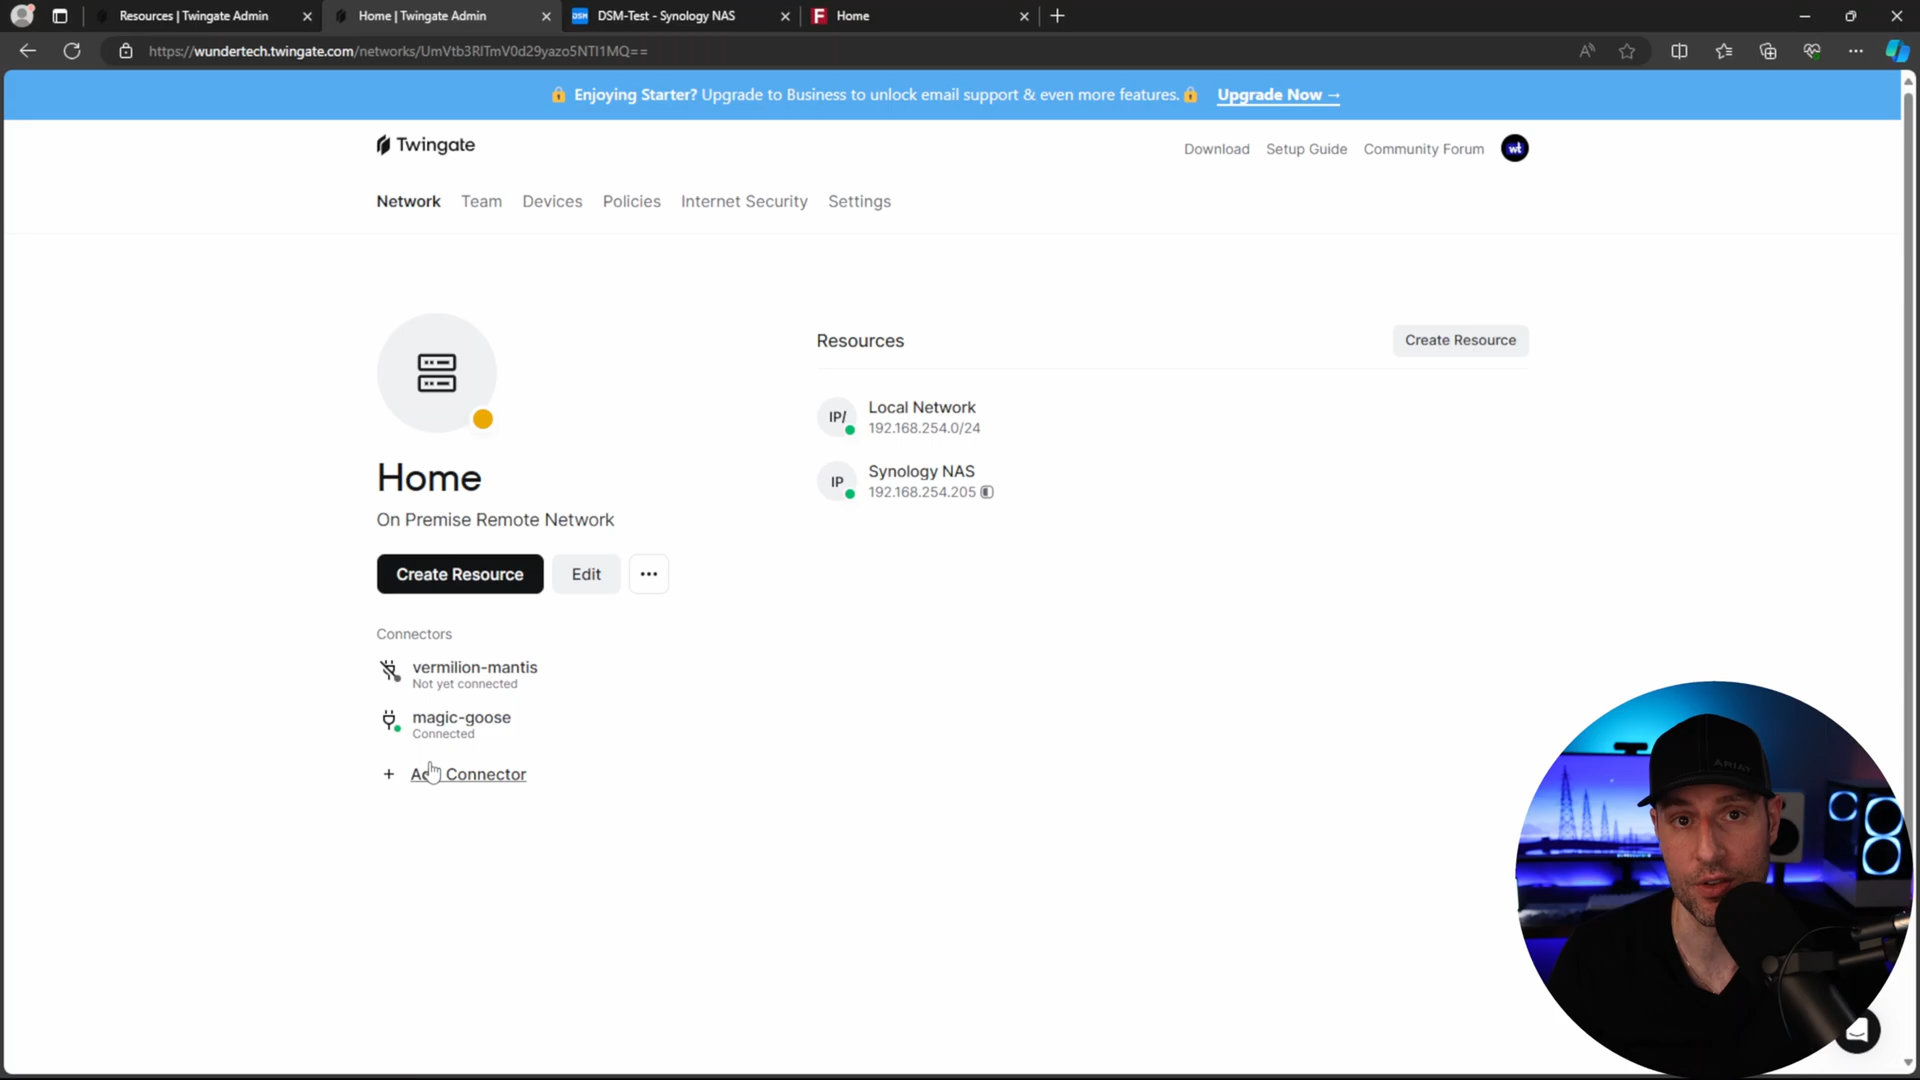 Resources | Twingate Admin
Home | Twingate Admin
DSM
DSM-Test - Synology NAS
F
Home
https://wundertech.twingate.com/networks/UmVtb3RlTmV0d29yazo5NTI1MQ==
Enjoying Starter? Upgrade to Business to unlock email support & even more features.
Upgrade Now →
Twingate
Download
Setup Guide
Community Forum
wt
Network
Team
Devices
Policies
Internet Security
Settings
Home
On Premise Remote Network
Create Resource
Edit
Connectors
vermilion-mantis
Not yet connected
magic-goose
Connected
+ Add Connector
Resources
Create Resource
IP/
Local Network
192.168.254.0/24
IP
Synology NAS
192.168.254.205
ARIAT